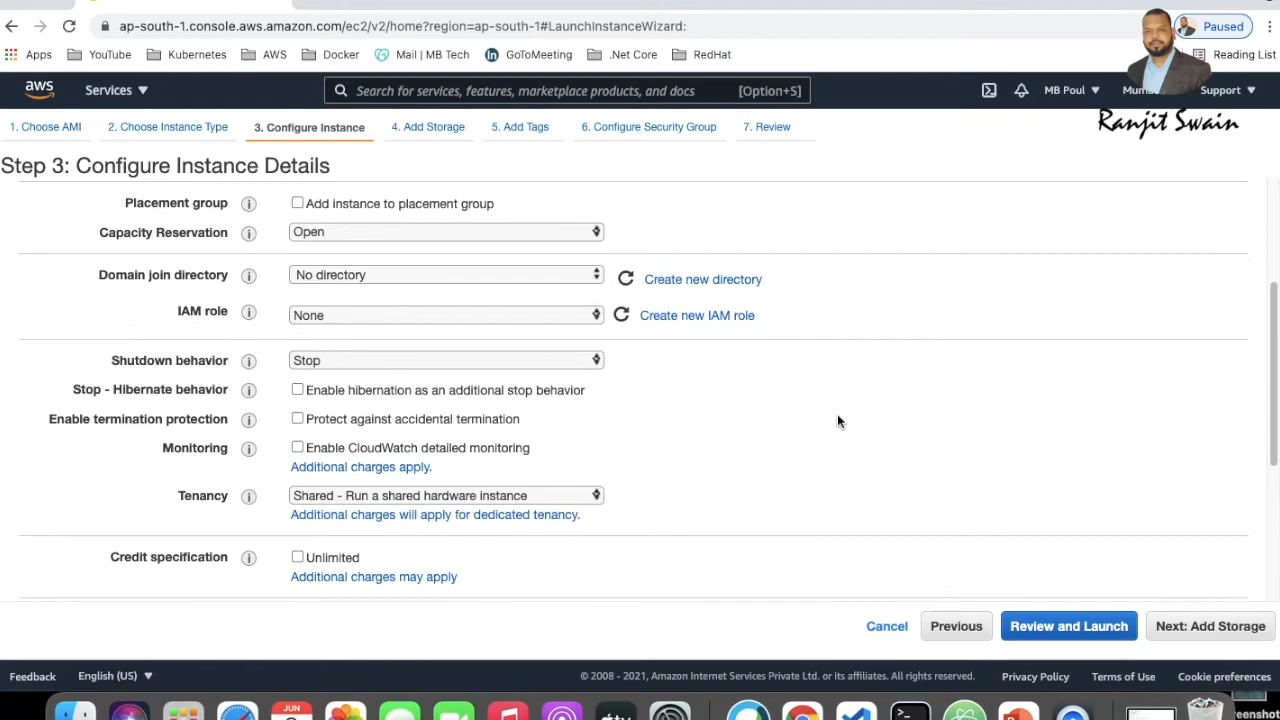 ap-south-1.console.aws.amazon.com/ec2/v2/home?region=ap-south-1#LaunchInstanceWizard:
Paused
Apps YouTube Kubernetes AWS Docker Mail | MB Tech GoToMeeting .Net Core RedHat Reading List
aws Services Search for services, features, marketplace products, and docs [Option+S] MB Poul Support
Ranjit Swain
1. Choose AMI 2. Choose Instance Type 3. Configure Instance 4. Add Storage 5. Add Tags 6. Configure Security Group 7. Review
Step 3: Configure Instance Details
Placement group Add instance to placement group
Capacity Reservation Open
Domain join directory No directory Create new directory
IAM role None Create new IAM role
Shutdown behavior Stop
Stop - Hibernate behavior Enable hibernation as an additional stop behavior
Enable termination protection Protect against accidental termination
Monitoring Enable CloudWatch detailed monitoring
Additional charges apply.
Tenancy Shared - Run a shared hardware instance
Additional charges will apply for dedicated tenancy.
Credit specification Unlimited
Additional charges may apply
Cancel Previous Review and Launch Next: Add Storage
Feedback English (US) © 2008 - 2021, Amazon Internet Services Private Ltd. or its affiliates. All rights reserved. Privacy Policy Terms of Use Cookie preferences
JUN